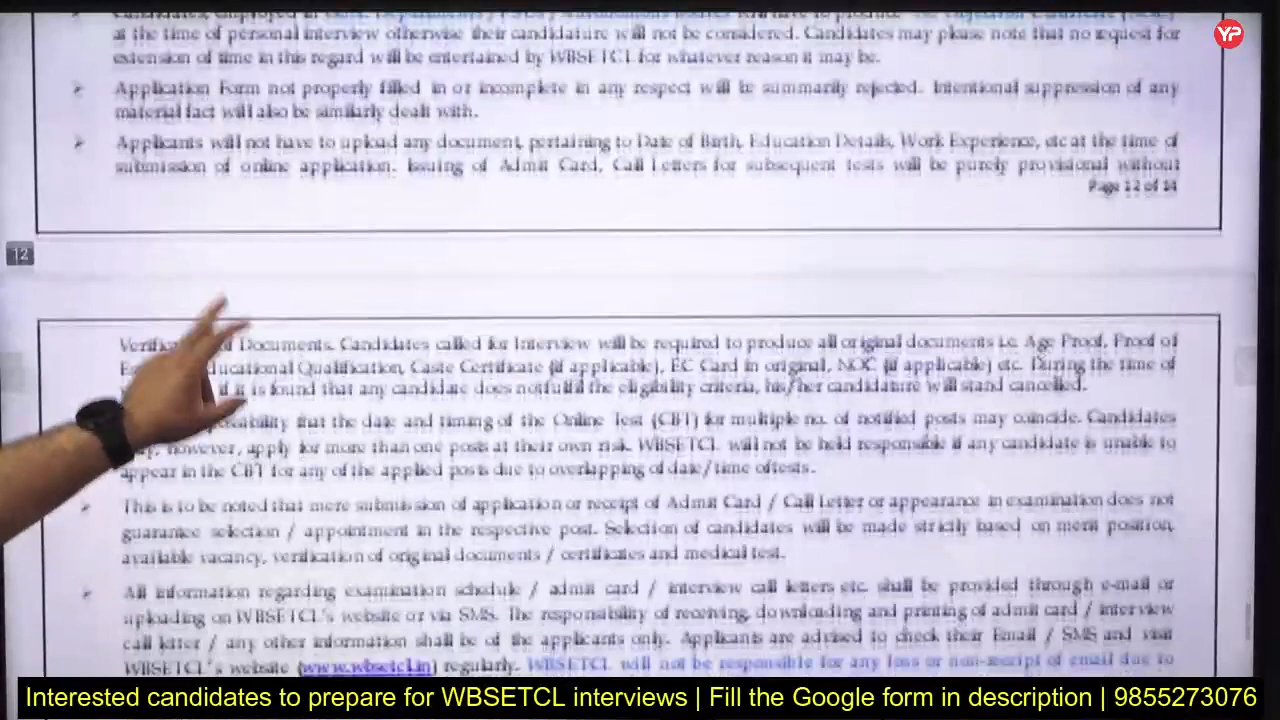 at the time of personal interview otherwise their candidature will not be considered. Candidates may please note that no request for
extension of time in this regard will be entertained by WBSETCL for whatever reason it may be.
YP
➢ Application Form not properly filled in or incomplete in any respect will be summarily rejected. Intentional suppression of any
material fact will also be similarly dealt with.
➢ Applicants will not have to upload any document, pertaining to Date of Birth, Education Details, Work Experience, etc at the time of
submission of online application. Issuing of Admit Card, Call Letters for subsequent tests will be purely provisional without
Page 12 of 14
12
Documents. Candidates called for Interview will be required to produce all original documents i.e. Age Proof, Proof of
Qualification, Caste Certificate (if applicable), EC Card in original, NOC (if applicable) etc. During the time of
if it is found that any candidate does not fulfill the eligibility criteria, his/her candidature will stand cancelled.
that the date and timing of the Online Test (CBT) for multiple no. of notified posts may coincide. Candidates
however, apply for more than one posts at their own risk. WBSETCL will not be held responsible if any candidate is unable to
appear in the CBT for any of the applied posts due to overlapping of date/time of tests.
➢ This is to be noted that mere submission of application or receipt of Admit Card / Call Letter or appearance in examination does not
guarantee selection / appointment in the respective post. Selection of candidates will be made strictly based on merit position,
available vacancy, verification of original documents / certificates and medical test.
➢ All information regarding examination schedule / admit card / interview call letters etc. shall be provided through e-mail or
uploading on WBSETCL's website or via SMS. The responsibility of receiving, downloading and printing of admit card / interview
call letter / any other information shall be of the applicants only. Applicants are advised to check their Email / SMS and visit
WBSETCL's website (www.wbsetcl.in) regularly. WBSETCL will not be responsible for any loss or non-receipt of email due to
Interested candidates to prepare for WBSETCL interviews | Fill the Google form in description | 9855273076